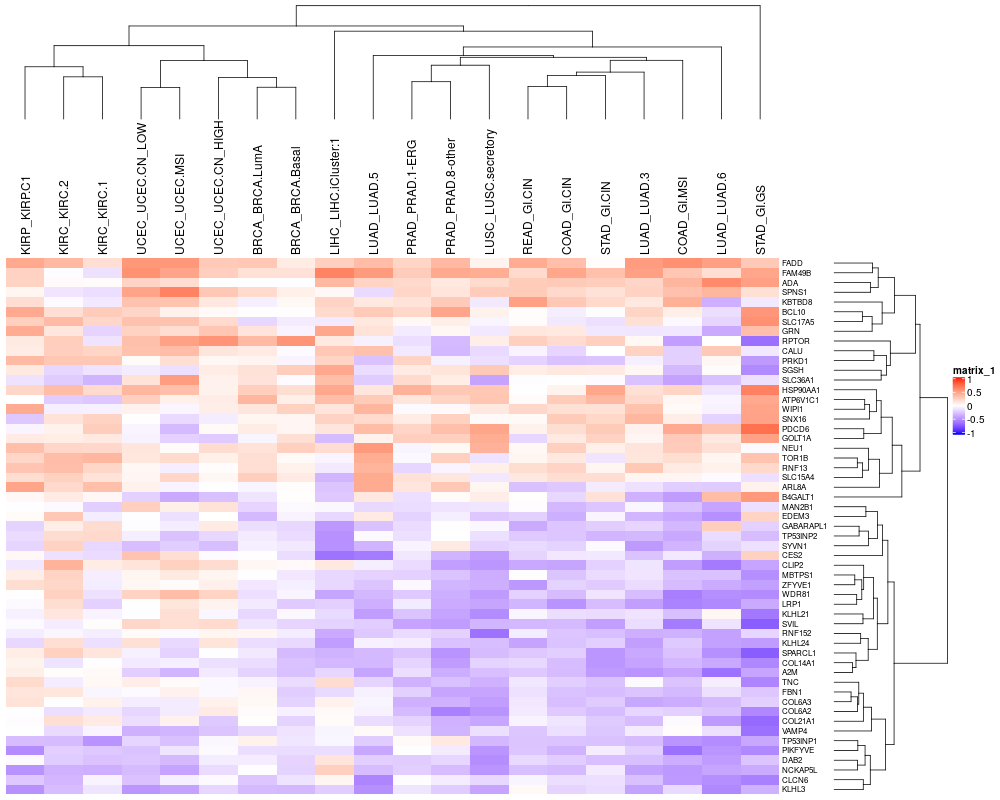 KIRP_KIRP.C1
KIRC_KIRC.2
KIRC_KIRC.1
UCEC_UCEC.CN_LOW
UCEC_UCEC.MSI
UCEC_UCEC.CN_HIGH
BRCA_BRCA.LumA
BRCA_BRCA.Basal
LIHC_LIHC.iCluster:1
LUAD_LUAD.5
PRAD_PRAD.1-ERG
PRAD_PRAD.8-other
LUSC_LUSC.secretory
READ_GI.CIN
COAD_GI.CIN
STAD_GI.CIN
LUAD_LUAD.3
COAD_GI.MSI
LUAD_LUAD.6
STAD_GI.GS
FADD
FAM49B
ADA
SPNS1
KBTBD8
BCL10
SLC17A5
GRN
RPTOR
CALU
PRKD1
SGSH
SLC36A1
HSP90AA1
ATP6V1C1
WIPI1
SNX16
PDCD6
GOLT1A
NEU1
TOR1B
RNF13
SLC15A4
ARL8A
B4GALT1
MAN2B1
EDEM3
GABARAPL1
TP53INP2
SYVN1
CES2
CLIP2
MBTPS1
ZFYVE1
WDR81
LRP1
KLHL21
SVIL
RNF152
KLHL24
SPARCL1
COL14A1
A2M
TNC
FBN1
COL6A3
COL6A2
COL21A1
VAMP4
TP53INP1
PIKFYVE
DAB2
NCKAP5L
CLCN6
KLHL3
matrix_1
1
0.5
0
-0.5
-1